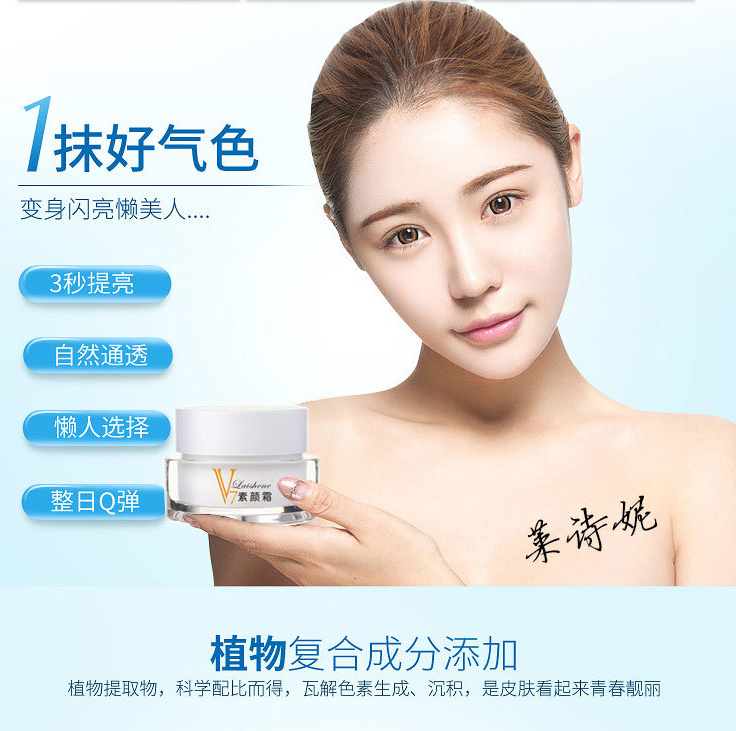 1抹好气色
变身闪亮懒美人....
3秒提亮
自然通透
懒人选择
整日Q弹
V7
Laishene
素颜霜
莱诗妮
植物复合成分添加
植物提取物，科学配比而得，瓦解色素生成、沉积，是皮肤看起来青春靓丽